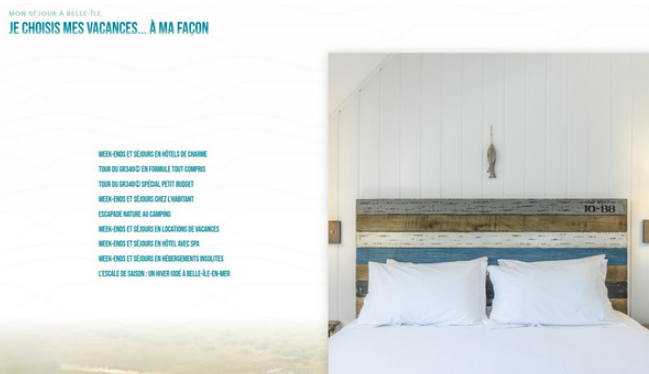 MON SÉJOUR À BELLE-ÎLE
JE CHOISIS MES VACANCES... À MA FAÇON
WEEK-ENDS ET SÉJOURS EN HÔTELS DE CHARME
TOUR DU GR340© EN FORMULE TOUT COMPRIS
TOUR DU GR340© SPÉCIAL PETIT BUDGET
WEEK-ENDS ET SÉJOURS CHEZ L'HABITANT
ESCAPADE NATURE AU CAMPING
WEEK-ENDS ET SÉJOURS EN LOCATIONS DE VACANCES
WEEK-ENDS ET SÉJOURS EN HÔTEL AVEC SPA
WEEK-ENDS ET SÉJOURS EN HÉBERGEMENTS INSOLITES
L'ESCALE DE SAISON : UN HIVER IODÉ À BELLE-ÎLE-EN-MER
10-88